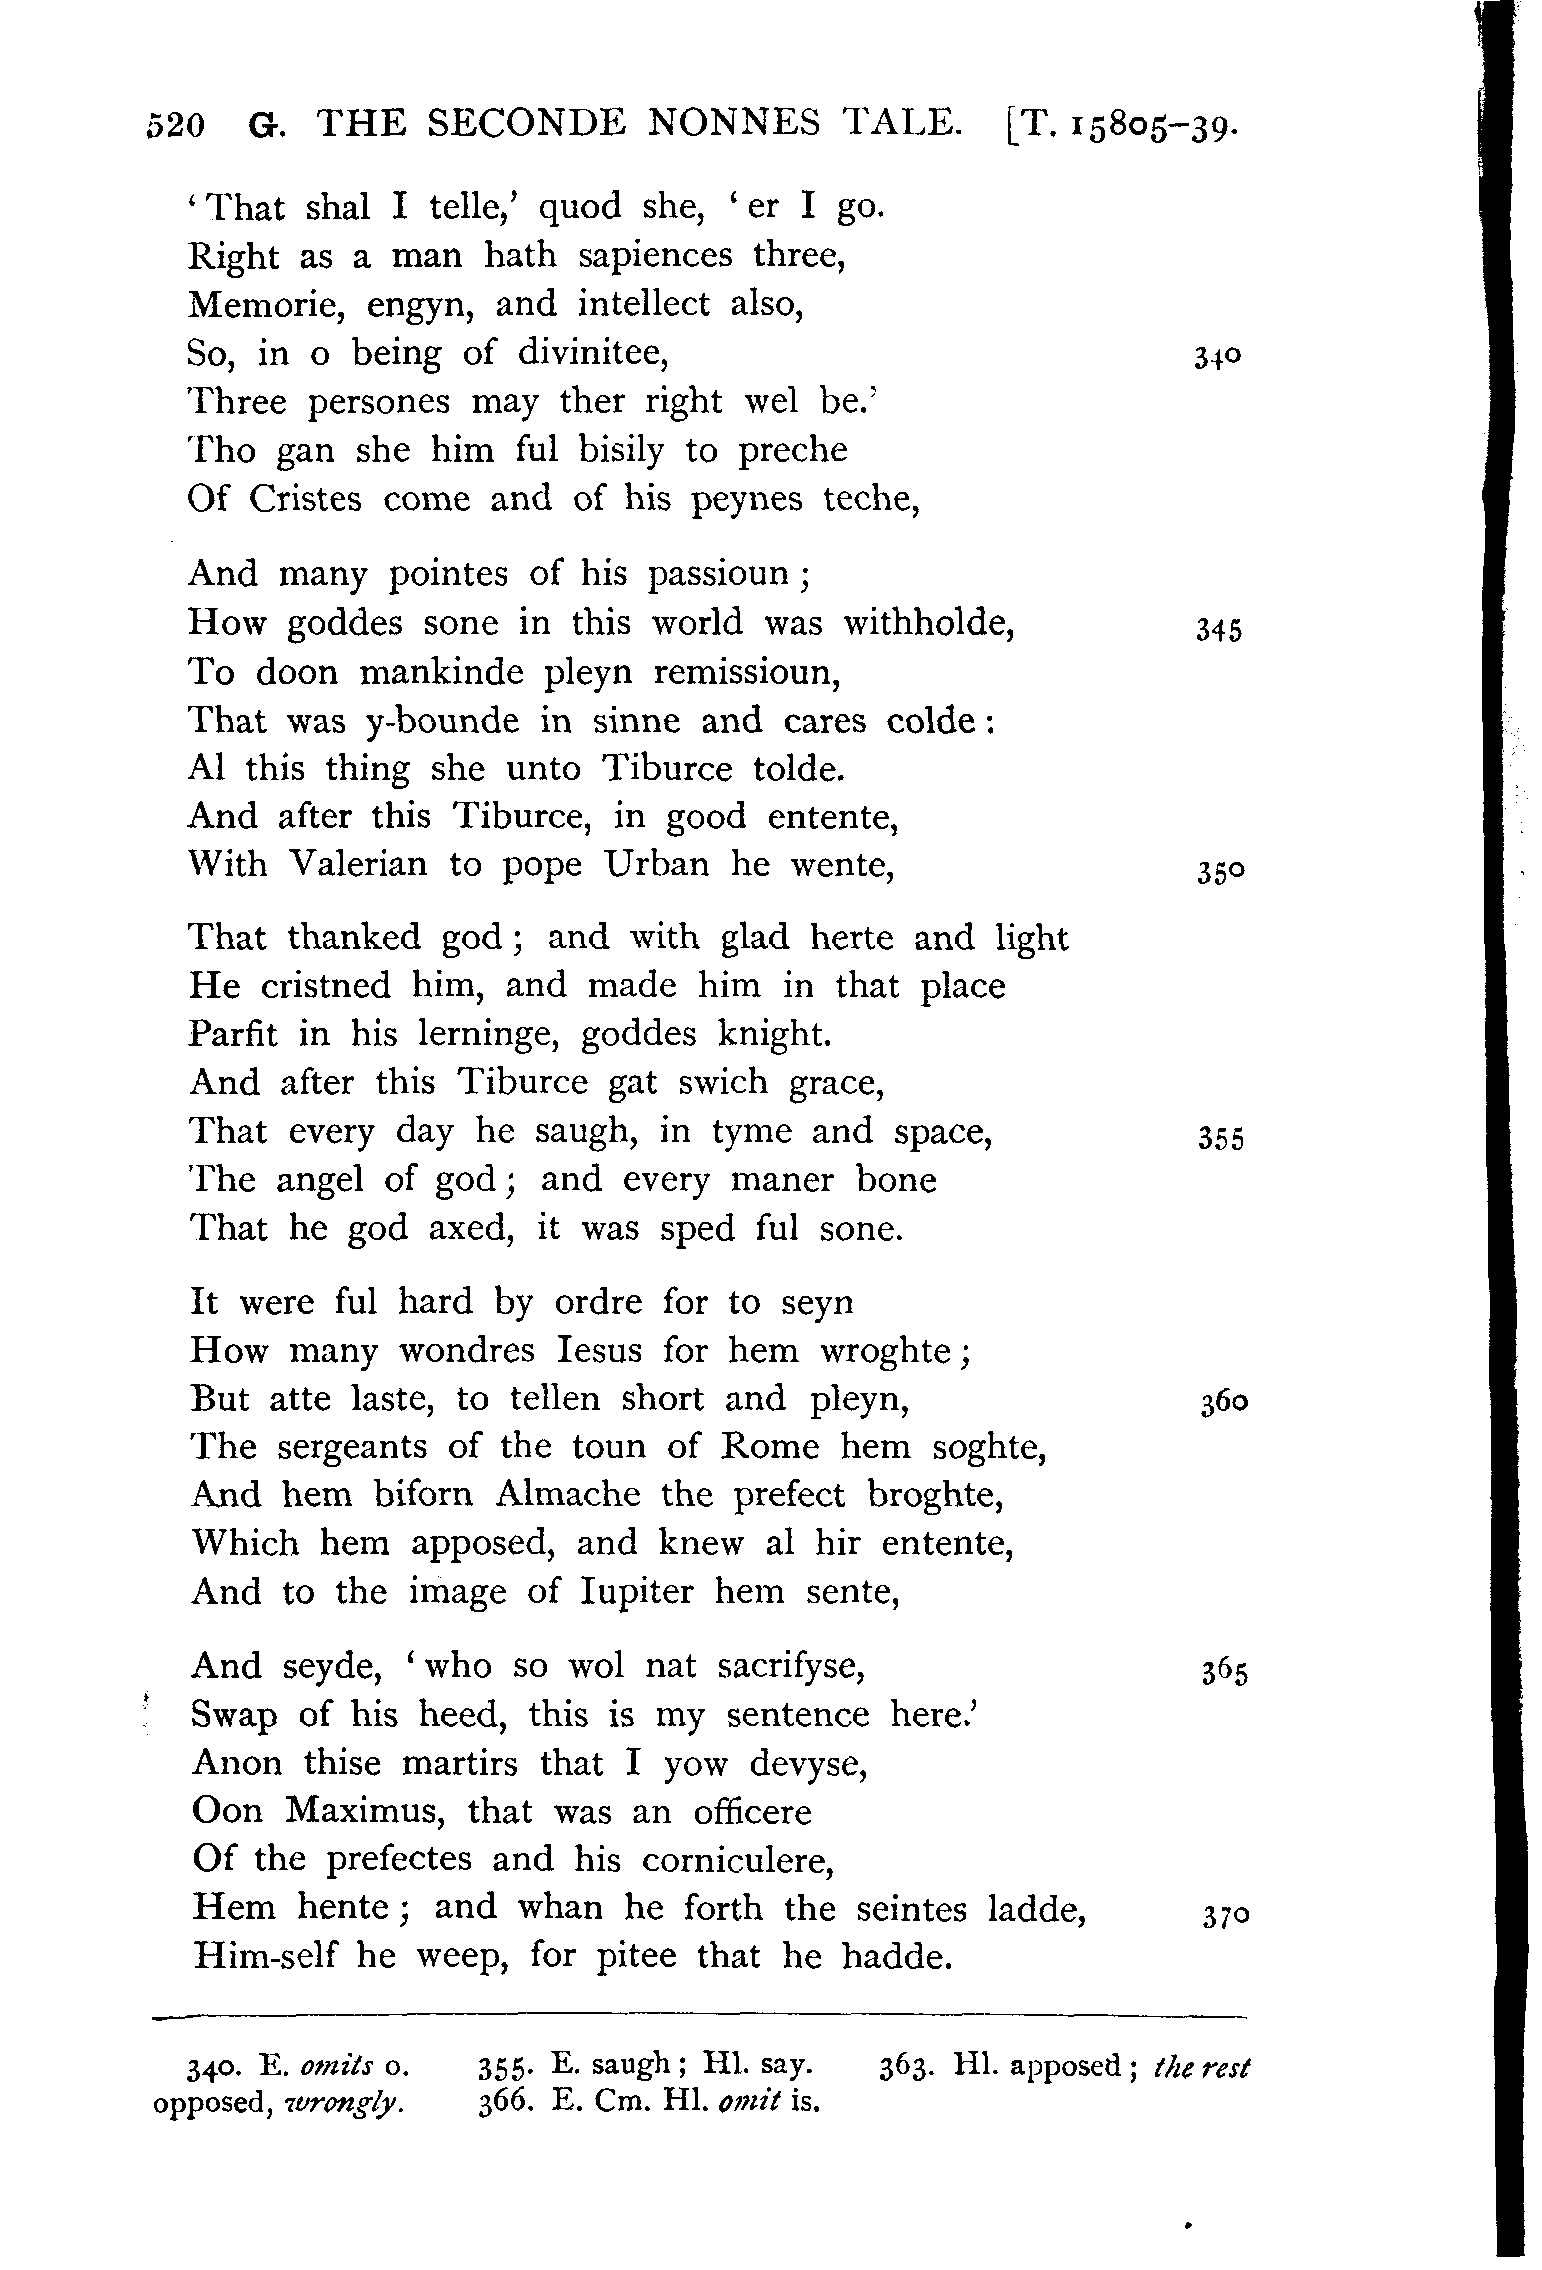 520 G. THE SECONDE NONNES TALE. [T. 15805–39.
‘That shal I telle,’ quod she, ‘er I go.
Right as a man hath sapiences three,
Memorie, engyn, and intellect also,
So, in o being of divinitee, 340
Three persones may ther right wel be.’
Tho gan she him ful bisily to preche
Of Cristes come and of his peynes teche,
And many pointes of his passioun;
How goddes sone in this world was withholde, 345
To doon mankinde pleyn remissioun,
That was y-bounde in sinne and cares colde:
Al this thing she unto Tiburce tolde.
And after this Tiburce, in good entente,
With Valerian to pope Urban he wente, 350
That thanked god; and with glad herte and light
He cristned him, and made him in that place
Parfit in his lerninge, goddes knight.
And after this Tiburce gat swich grace,
That every day he saugh, in tyme and space, 355
The angel of god; and every maner bone
That he god axed, it was sped ful sone.
It were ful hard by ordre for to seyn
How many wondres Iesus for hem wroghte;
But atte laste, to tellen short and pleyn, 360
The sergeants of the toun of Rome hem soghte,
And hem biforn Almache the prefect broghte,
Which hem apposed, and knew al hir entente,
And to the image of Iupiter hem sente,
And seyde, ‘who so wol nat sacrifyse, 365
Swap of his heed, this is my sentence here.’
Anon thise martirs that I yow devyse,
Oon Maximus, that was an officere
Of the prefectes and his corniculere,
Hem hente; and whan he forth the seintes ladde, 370
Him-self he weep, for pitee that he hadde.
340. E. omits o. 355. E. saugh; Hl. say. 363. Hl. apposed; the rest
opposed, wrongly. 366. E. Cm. Hl. omit is.